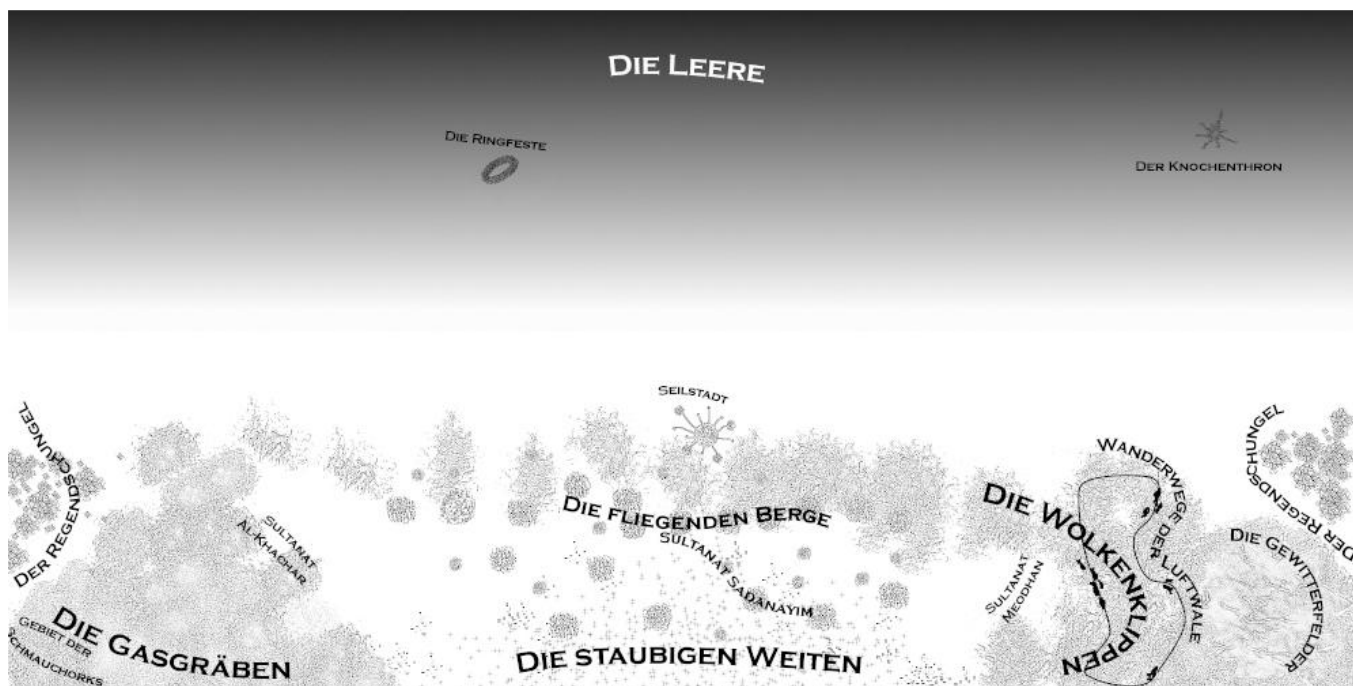 DIE LEERE
DIE RINGFESTE
DER KNOCHENTHRON
SEILSTADT
DER REGENDSCHUNGEL
WANDERWEGE DER LUFTWALE
DER REGENDSCHUNGEL
DIE WOLKENKLIPPEN
DIE FLIEGENDEN BERGE
SULTANAT
AL-KHACHAR
SULTANAT SADANAYIM
SULTANAT
MEODHAN
DIE GEWITTERFELDER
DIE GASGRÄBEN
GEBIET DER
SCHMAUCHORKS
DIE STAUBIGEN WEITEN